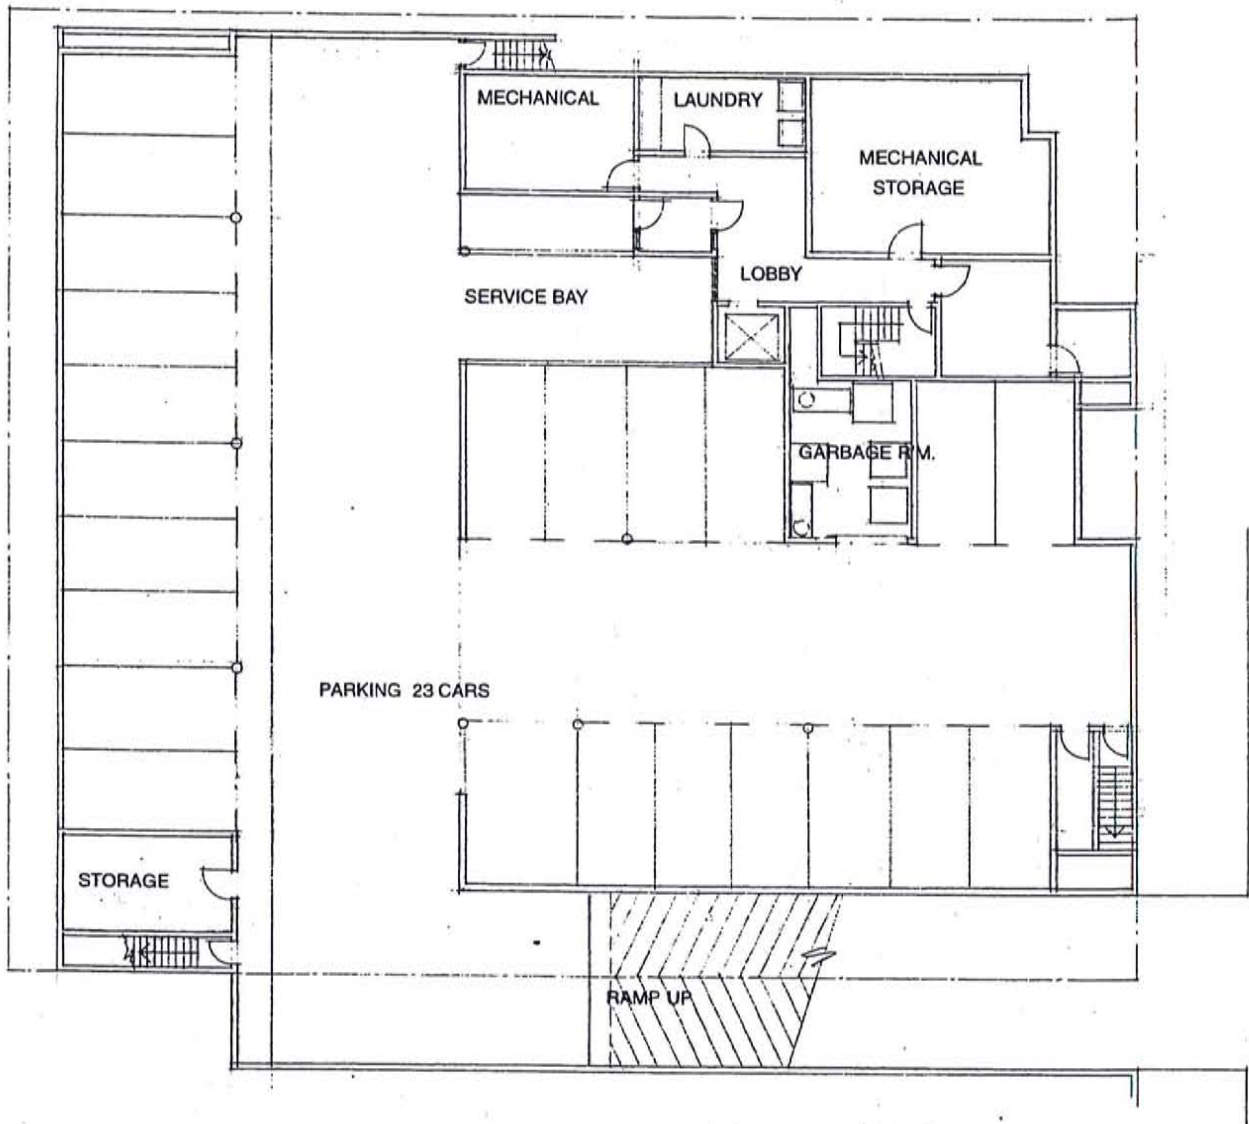 MECHANICAL
LAUNDRY
MECHANICAL
STORAGE
LOBBY
SERVICE BAY
GARBAGE R'M.
PARKING 23 CARS
STORAGE
RAMP UP